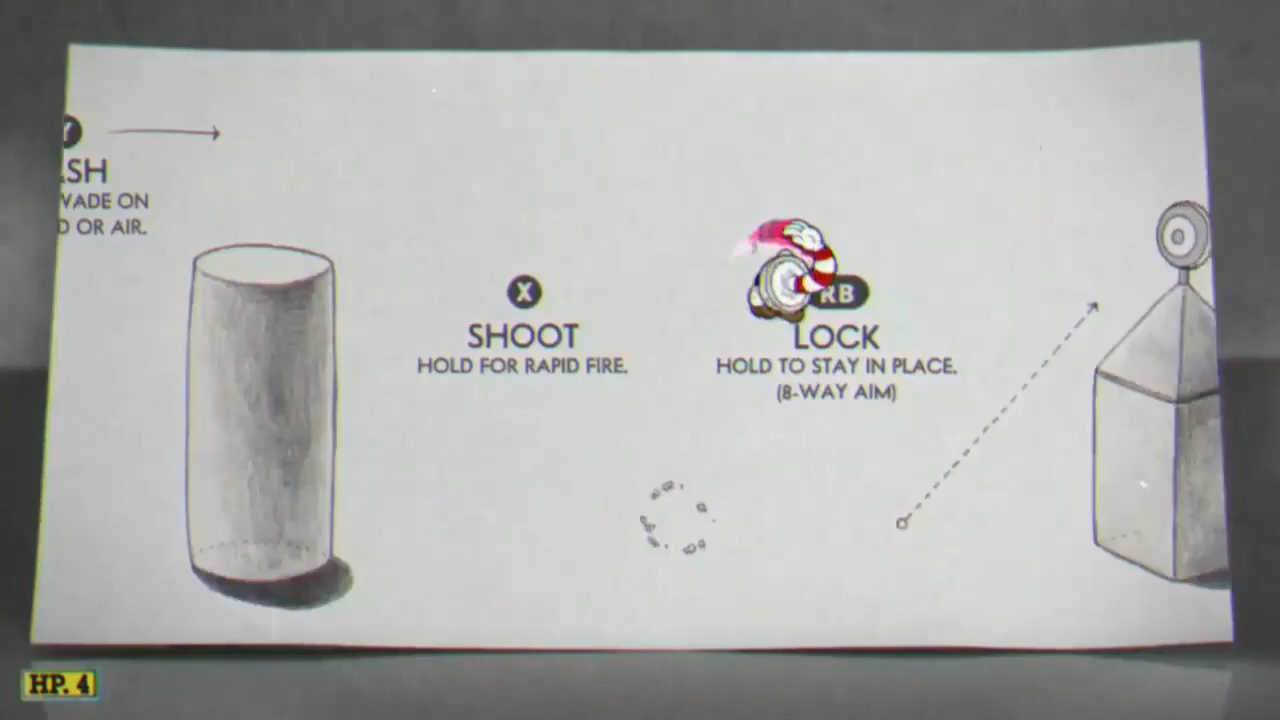 Y
SH
VADE ON
D OR AIR.
X
SHOOT
HOLD FOR RAPID FIRE.
RB
LOCK
HOLD TO STAY IN PLACE.
(8-WAY AIM)
HP. 4